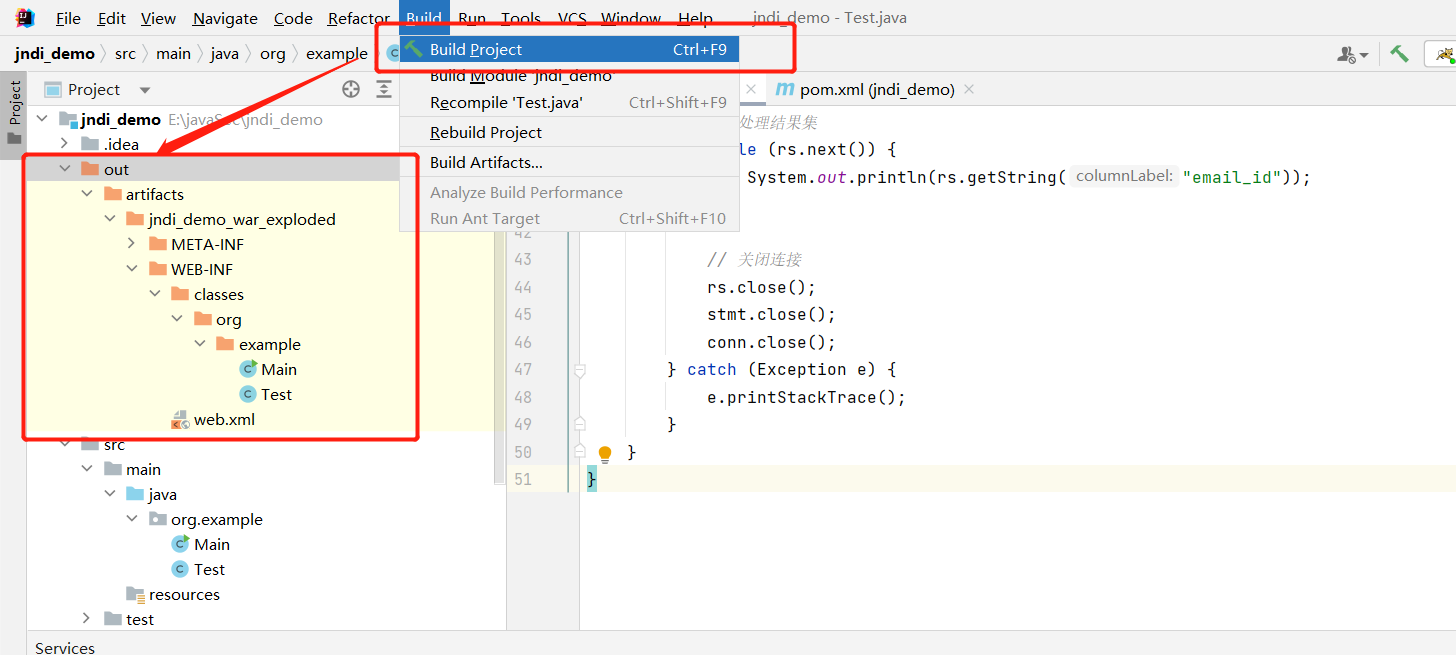 File Edit View Navigate Code Refactor Build Run Tools VCS Window Help jndi_demo - Test.java
jndi_demo src main java org example
Build Project Ctrl+F9
Build Module 'jndi_demo'
Recompile 'Test.java' Ctrl+Shift+F9
Rebuild Project
Build Artifacts...
Analyze Build Performance
Run Ant Target Ctrl+Shift+F10
Project
Project
jndi_demo E:\javaSec\jndi_demo
.idea
out
artifacts
jndi_demo_war_exploded
META-INF
WEB-INF
classes
org
example
Main
Test
web.xml
src
main
java
org.example
Main
Test
resources
test
pom.xml (jndi_demo)
处理结果集
le (rs.next()) {
System.out.println(rs.getString( columnLabel: "email_id"));
42
43 // 关闭连接
44 rs.close();
45 stmt.close();
46 conn.close();
47 } catch (Exception e) {
48 e.printStackTrace();
49 }
50 }
51 }
Services